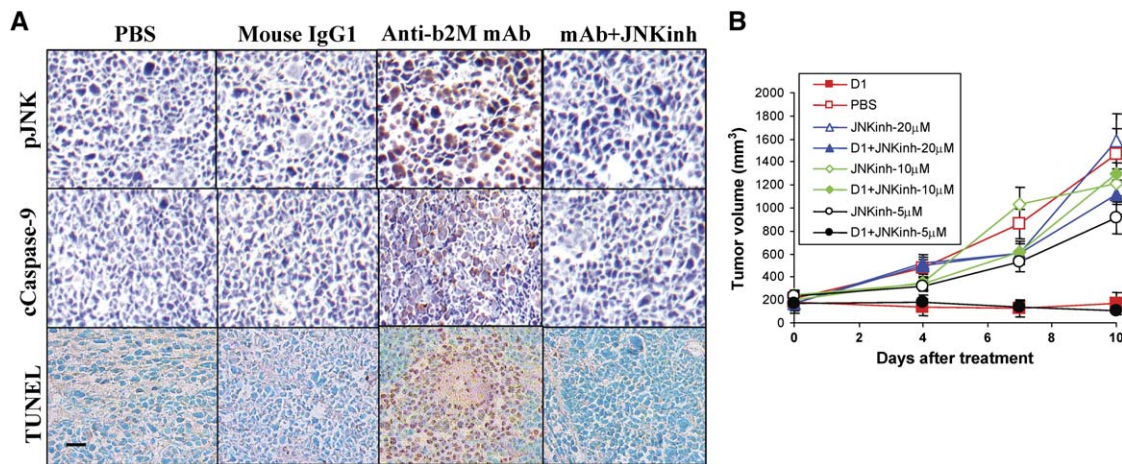 A
PBS Mouse IgG1 Anti-b2M mAb mAb+JNKinh
pJNK
cCaspase-9
TUNEL
B
Tumor volume (mm³)
2000
1800
1600
1400
1200
1000
800
600
400
200
0
D1
PBS
JNKinh-20μM
D1+JNKinh-20μM
JNKinh-10μM
D1+JNKinh-10μM
JNKinh-5μM
D1+JNKinh-5μM
0 2 4 6 8 10
Days after treatment